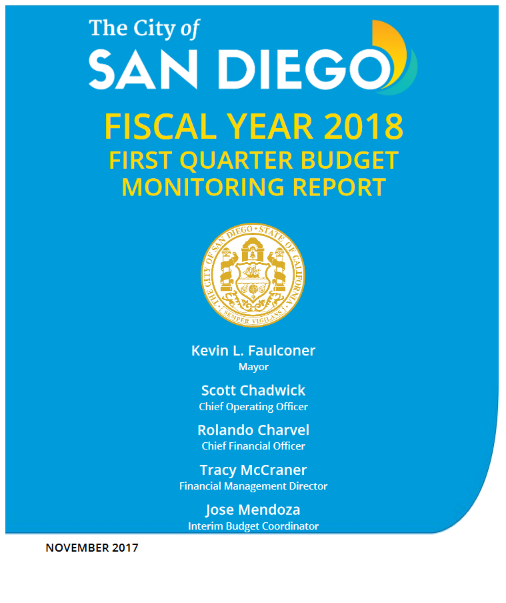 The City of
SAN DIEGO
FISCAL YEAR 2018
FIRST QUARTER BUDGET
MONITORING REPORT
THE CITY OF SAN DIEGO • STATE OF CALIFORNIA
SEMPER VIGILANS
Kevin L. Faulconer
Mayor
Scott Chadwick
Chief Operating Officer
Rolando Charvel
Chief Financial Officer
Tracy McCraner
Financial Management Director
Jose Mendoza
Interim Budget Coordinator
NOVEMBER 2017